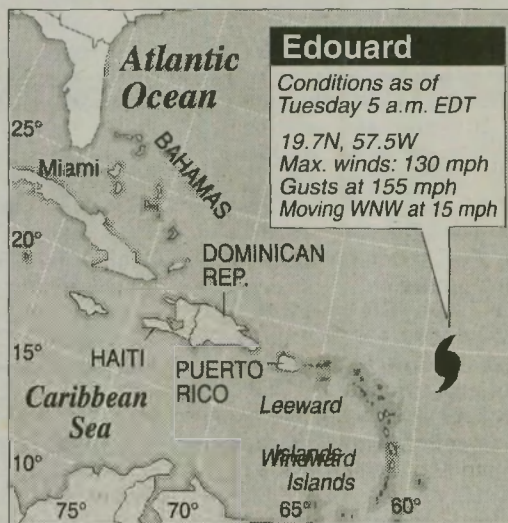 Atlantic
Ocean
Edouard
Conditions as of
Tuesday 5 a.m. EDT
19.7N, 57.5W
Max. winds: 130 mph
Gusts at 155 mph
Moving WNW at 15 mph
25°
Miami
BAHAMAS
20°
DOMINICAN
REP.
15°
HAITI
PUERTO
RICO
Caribbean
Sea
Leeward
Islands
Windward
Islands
10°
75°
70°
65°
60°